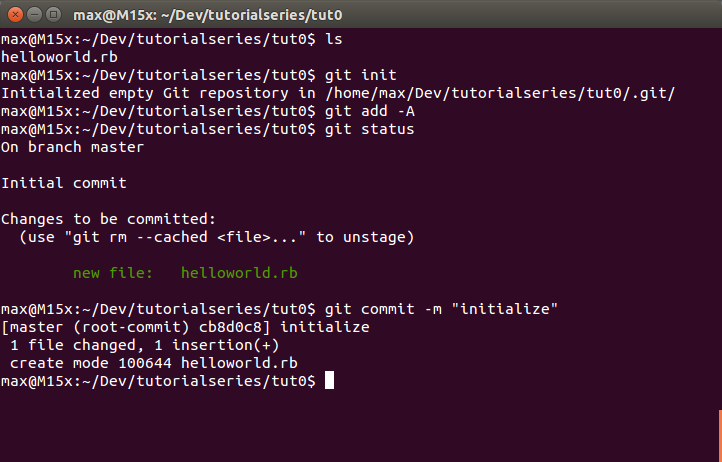 max@M15x: ~/Dev/tutorialseries/tut0
max@M15x:~/Dev/tutorialseries/tut0$ ls
helloworld.rb
max@M15x:~/Dev/tutorialseries/tut0$ git init
Initialized empty Git repository in /home/max/Dev/tutorialseries/tut0/.git/
max@M15x:~/Dev/tutorialseries/tut0$ git add -A
max@M15x:~/Dev/tutorialseries/tut0$ git status
On branch master
Initial commit
Changes to be committed:
  (use "git rm --cached <file>..." to unstage)
        new file:   helloworld.rb
max@M15x:~/Dev/tutorialseries/tut0$ git commit -m "initialize"
[master (root-commit) cb8d0c8] initialize
 1 file changed, 1 insertion(+)
 create mode 100644 helloworld.rb
max@M15x:~/Dev/tutorialseries/tut0$